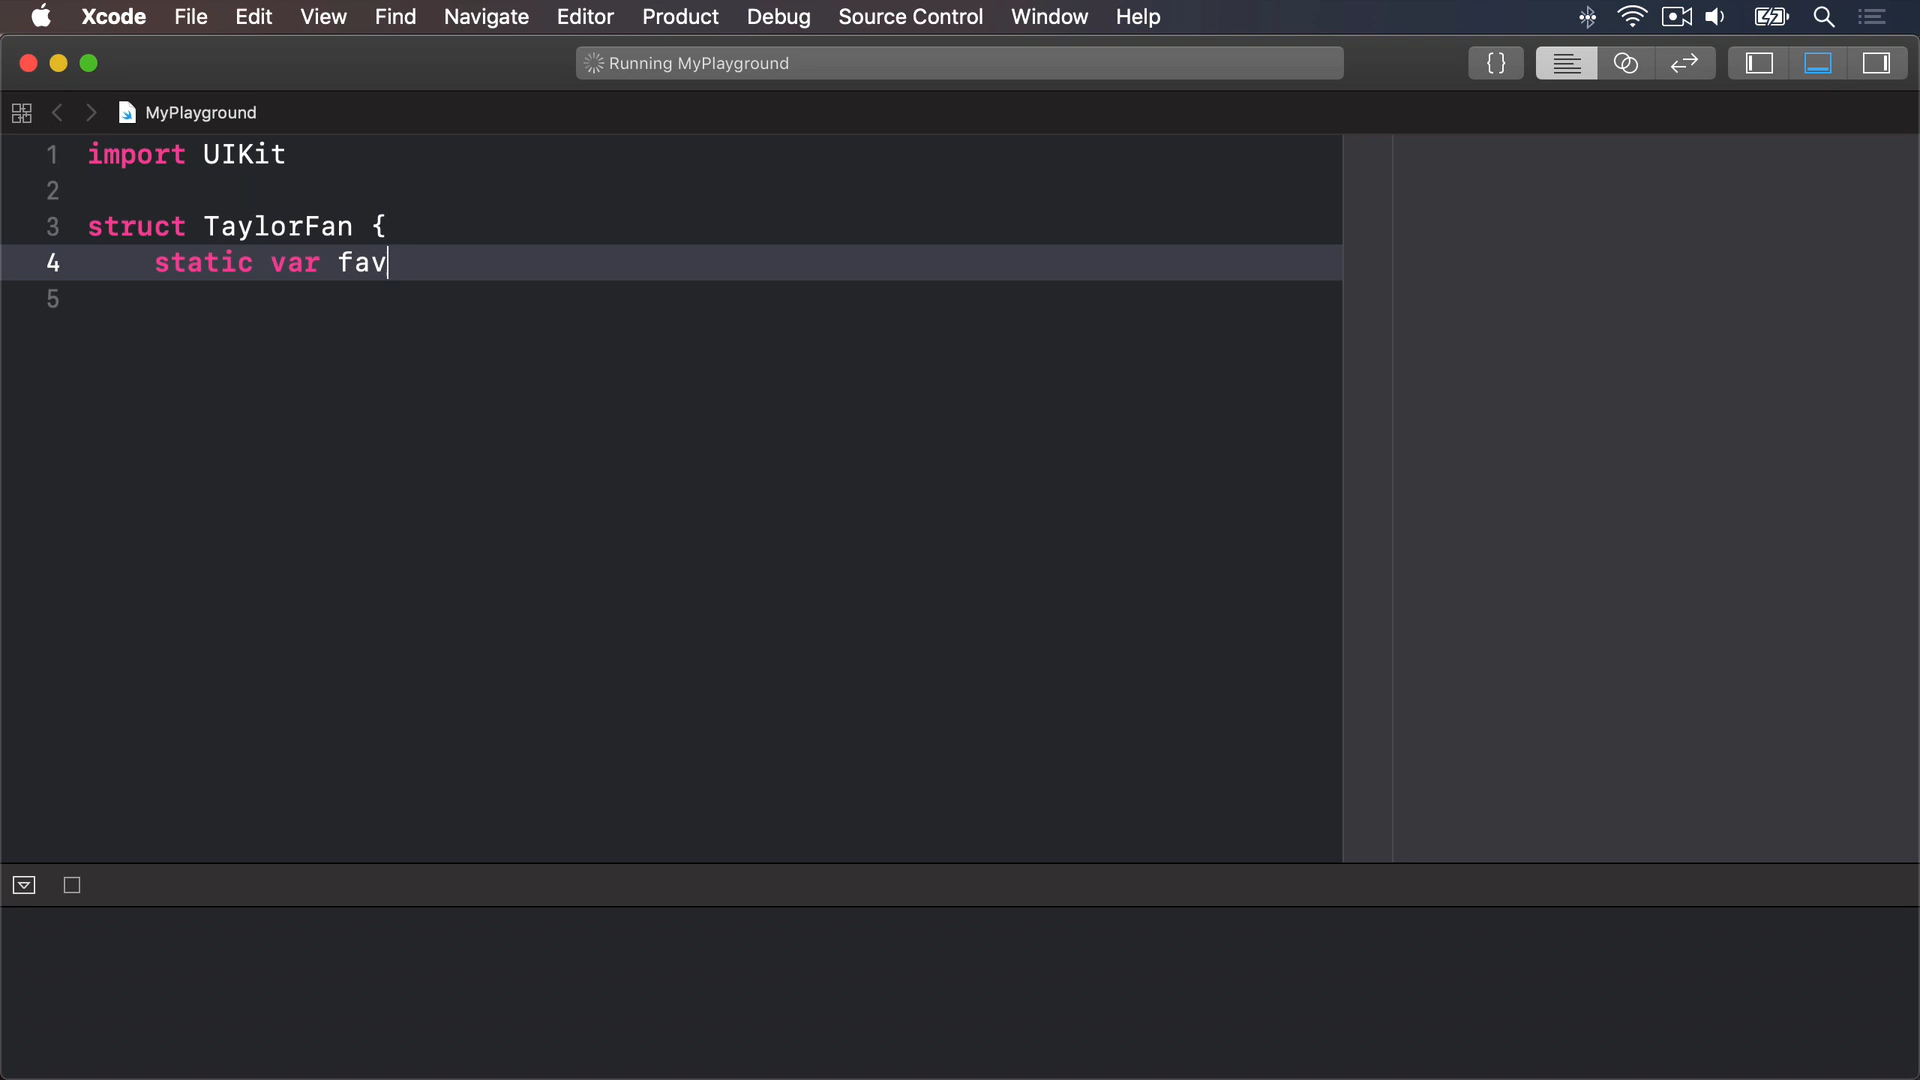 Xcode File Edit View Find Navigate Editor Product Debug Source Control Window Help
Running MyPlayground
{}
MyPlayground
1 import UIKit
2
3 struct TaylorFan {
4     static var fav
5